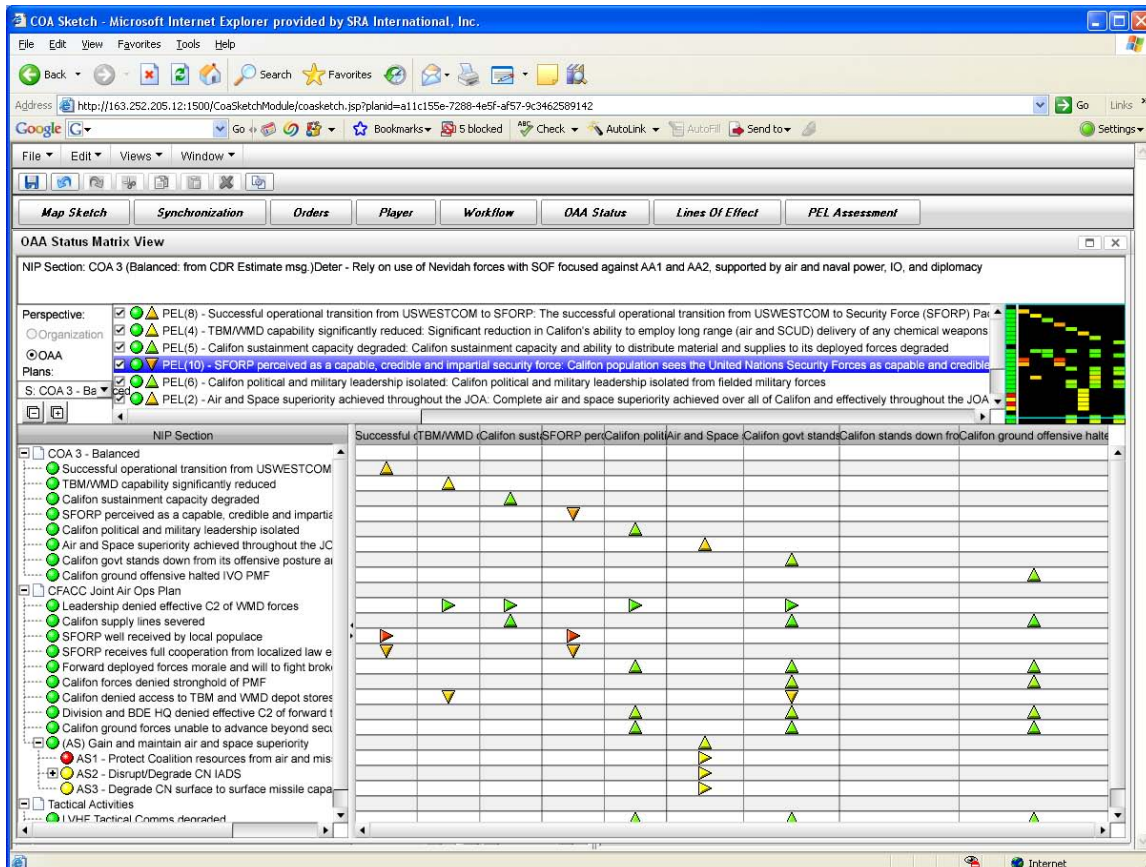 COA Sketch - Microsoft Internet Explorer provided by SRA International, Inc.
File Edit View Favorites Tools Help
Back Search Favorites
Address http://163.252.205.12:1500/CoaSketchModule/coasketch.jsp?planid=a11c155e-7288-4e5f-af57-9c3462589142 Go Links »
Google G Go Bookmarks 5 blocked ABC Check AutoLink AutoFill Send to Settings
File Edit Views Window
Map Sketch Synchronization Orders Player Workflow OAA Status Lines Of Effect PEL Assessment
OAA Status Matrix View
NIP Section: COA 3 (Balanced: from CDR Estimate msg.)Deter - Rely on use of Nevidah forces with SOF focused against AA1 and AA2, supported by air and naval power, IO, and diplomacy
Perspective:
Organization
OAA
Plans:
S: COA 3 - Ba
PEL(8) - Successful operational transition from USWESTCOM to SFORP: The successful operational transition from USWESTCOM to Security Force (SFORP) Pac
PEL(4) - TBM/WMD capability significantly reduced: Significant reduction in Califon's ability to employ long range (air and SCUD) delivery of any chemical weapons
PEL(5) - Califon sustainment capacity degraded: Califon sustainment capacity and ability to distribute material and supplies to its deployed forces degraded
PEL(10) - SFORP perceived as a capable, credible and impartial security force: Califon population sees the United Nations Security Forces as capable and credible
PEL(6) - Califon political and military leadership isolated: Califon political and military leadership isolated from fielded military forces
PEL(2) - Air and Space superiority achieved throughout the JOA: Complete air and space superiority achieved over all of Califon and effectively throughout the JOA
NIP Section Successful TBM/WMD Califon sust SFORP perc Califon politi Air and Space Califon govt stands Califon stands down fro Califon ground offensive halte
COA 3 - Balanced
Successful operational transition from USWESTCOM
TBM/WMD capability significantly reduced
Califon sustainment capacity degraded
SFORP perceived as a capable, credible and impartia
Califon political and military leadership isolated
Air and Space superiority achieved throughout the JO
Califon govt stands down from its offensive posture a
Califon ground offensive halted IVO PMF
CFACC Joint Air Ops Plan
Leadership denied effective C2 of WMD forces
Califon supply lines severed
SFORP well received by local populace
SFORP receives full cooperation from localized law e
Forward deployed forces morale and will to fight brok
Califon forces denied stronghold of PMF
Califon denied access to TBM and WMD depot stores
Division and BDE HQ denied effective C2 of forward
Califon ground forces unable to advance beyond secu
(AS) Gain and maintain air and space superiority
AS1 - Protect Coalition resources from air and mis
AS2 - Disrupt/Degrade CN IADS
AS3 - Degrade CN surface to surface missile capa
Tactical Activities
LVHF Tactical Comms degraded
Internet